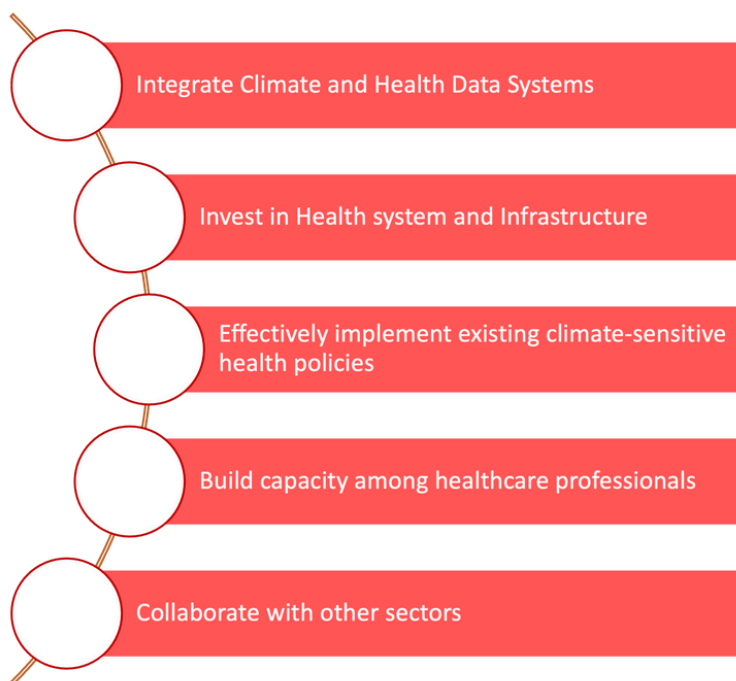 Integrate Climate and Health Data Systems
Invest in Health system and Infrastructure
Effectively implement existing climate-sensitive
health policies
Build capacity among healthcare professionals
Collaborate with other sectors